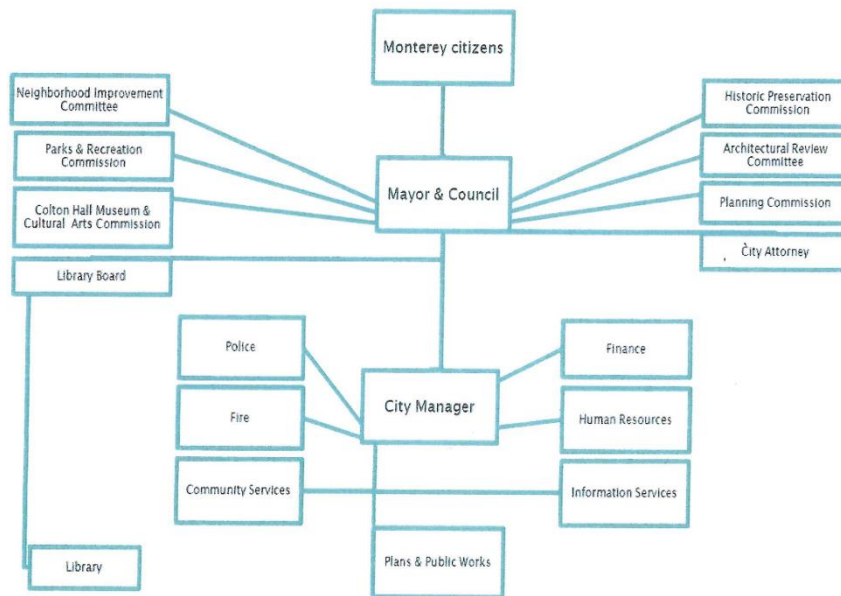 Monterey citizens
Neighborhood Improvement
Committee
Parks & Recreation
Commission
Colton Hall Museum &
Cultural Arts Commission
Library Board
Mayor & Council
Historic Preservation
Commission
Architectural Review
Committee
Planning Commission
City Attorney
Police
Fire
Community Services
City Manager
Finance
Human Resources
Information Services
Plans & Public Works
Library